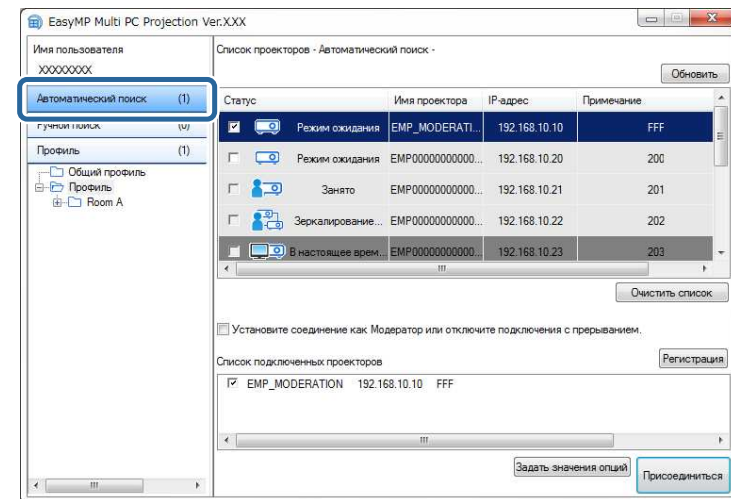 EasyMP Multi PC Projection Ver.XXX
Имя пользователя
XXXXXXXX
Автоматический поиск (1)
Ручной поиск (0)
Профиль (1)
Общий профиль
Профиль
Room A
Список проекторов - Автоматический поиск -
Обновить
Статус Имя проектора IP-адрес Примечание
Режим ожидания EMP_MODERATI... 192.168.10.10 FFF
Режим ожидания EMP00000000000... 192.168.10.20 200
Занято EMP00000000000... 192.168.10.21 201
Зеркалирование... EMP00000000000... 192.168.10.22 202
В настоящее врем... EMP00000000000... 192.168.10.23 203
Очистить список
Установите соединение как Модератор или отключите подключения с прерыванием.
Список подключенных проекторов
Регистрация
EMP_MODERATION 192.168.10.10 FFF
Задать значения опций
Присоединиться